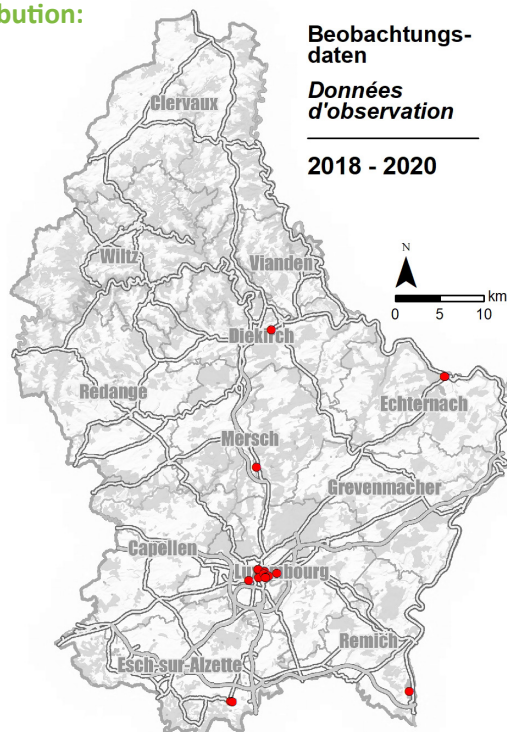 bution:
Beobachtungs-
daten
Données
d'observation
2018 - 2020
Clervaux
N
Wiltz
Vianden
km
0 5 10
Diekirch
Redange
Echternach
Mersch
Grevenmacher
Capellen
Remich
Esch-sur-Alzette